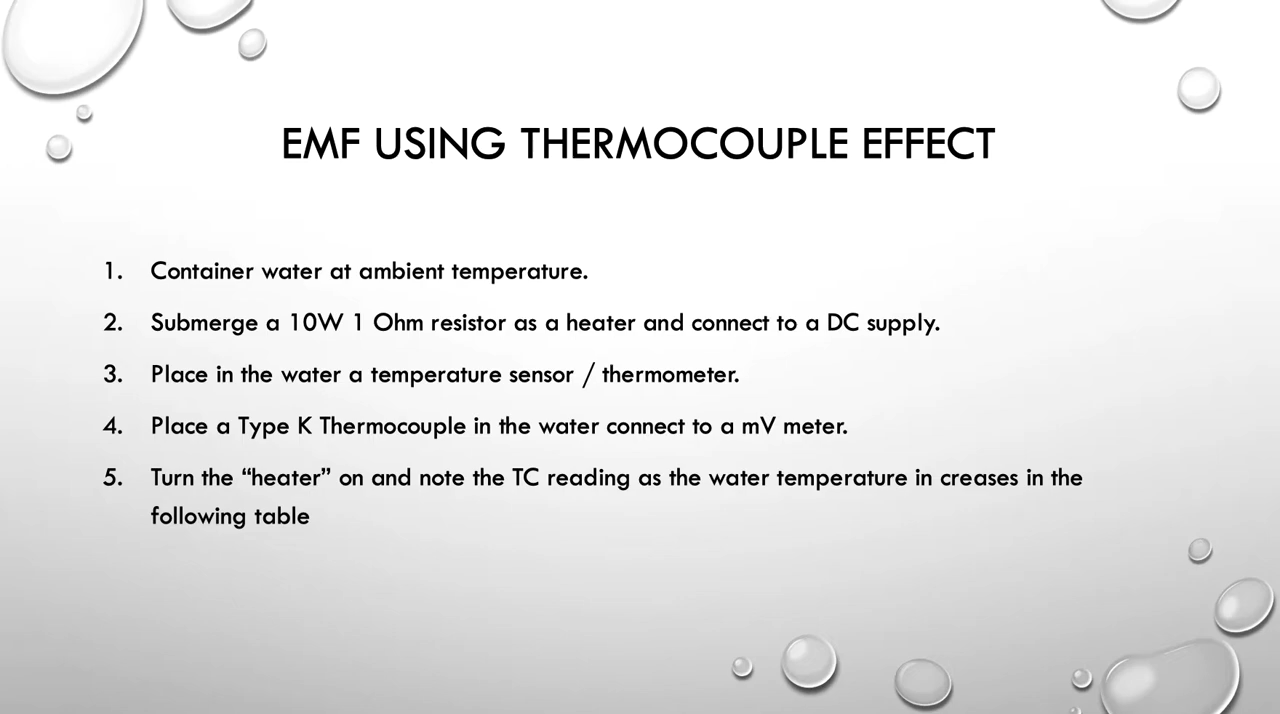 EMF USING THERMOCOUPLE EFFECT
1. Container water at ambient temperature.
2. Submerge a 10W 1 Ohm resistor as a heater and connect to a DC supply.
3. Place in the water a temperature sensor / thermometer.
4. Place a Type K Thermocouple in the water connect to a mV meter.
5. Turn the “heater” on and note the TC reading as the water temperature in creases in the
following table